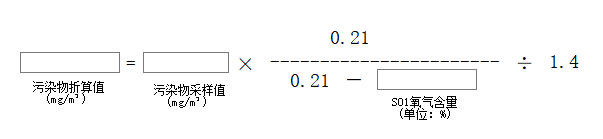 0.21
= × ÷ 1.4
0.21 −
污染物折算值
(mg/m³)
污染物采样值
(mg/m³)
S01氧气含量
(单位: %)